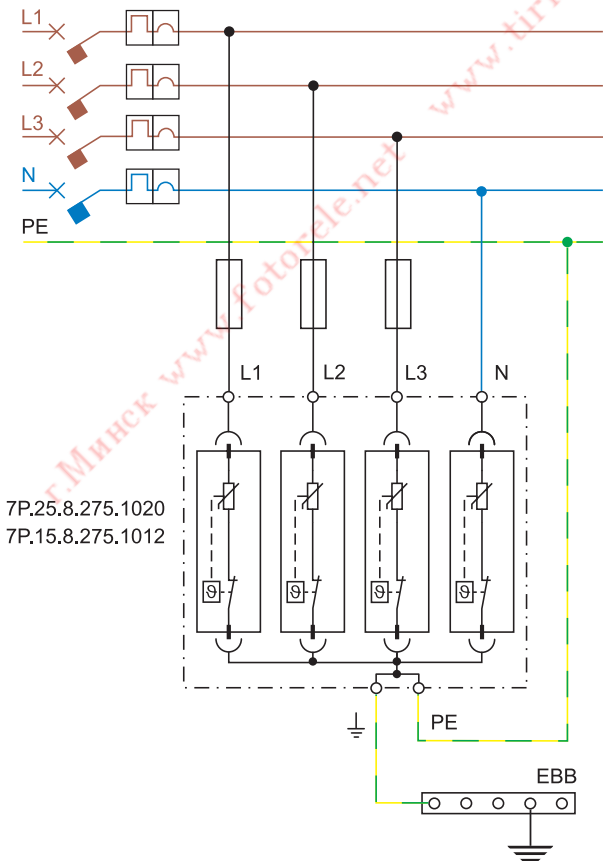 L1
L2
L3
N
PE
L1 L2 L3 N
7P.25.8.275.1020
7P.15.8.275.1012
ϑ ϑ ϑ ϑ
PE
EBB
г.Минск www.fotorele.net www.tirl